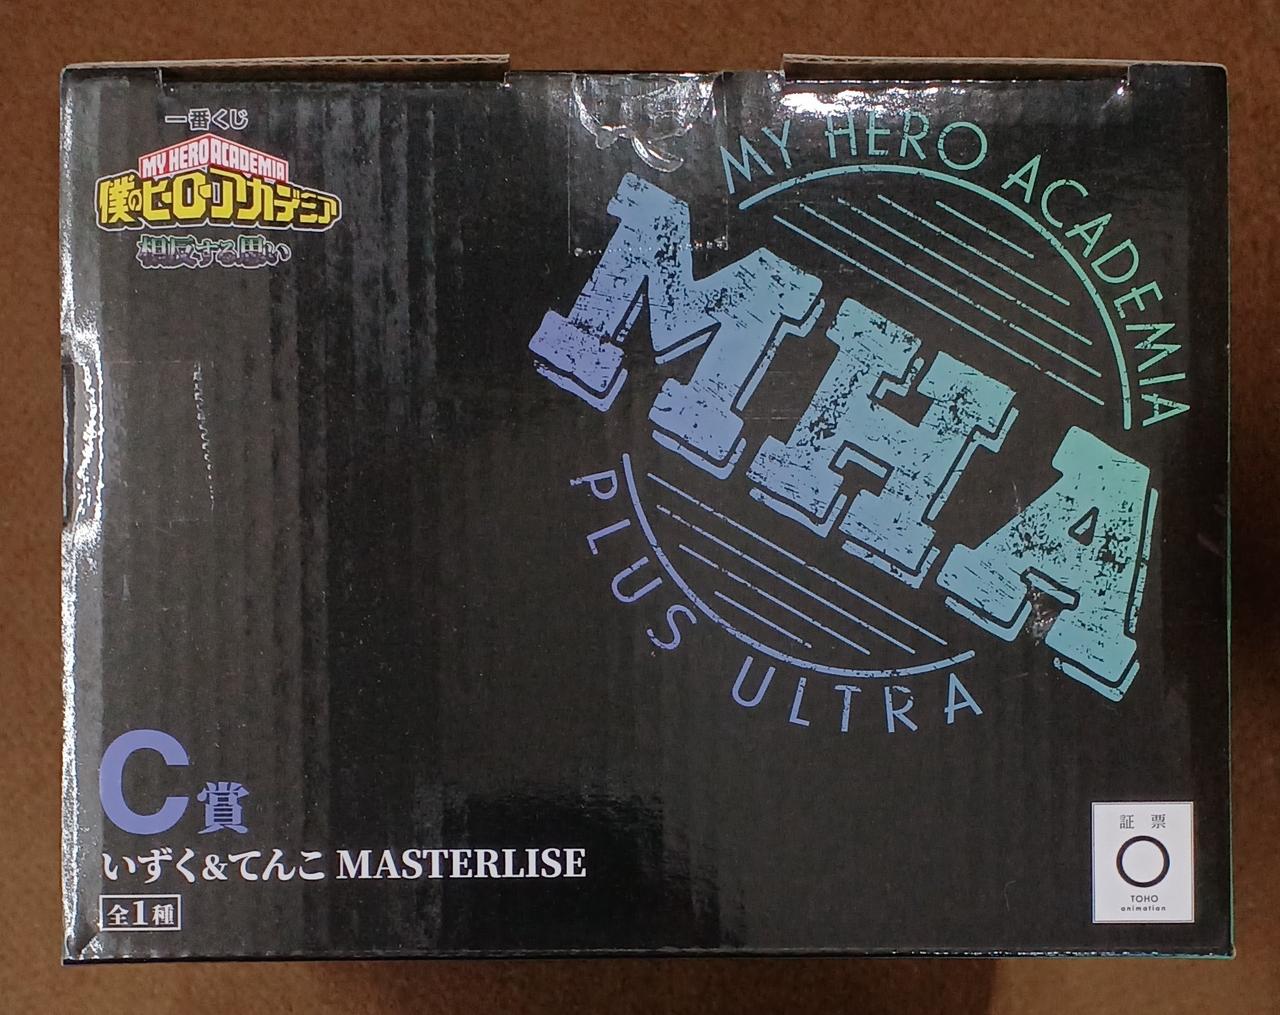 一番くじ
MY HERO ACADEMIA
僕のヒーローアカデミア
相反する思い
MY HERO ACADEMIA
MHA
PLUS ULTRA
C賞
いずく&てんこ MASTERLISE
全1種
証票
TOHO
animation